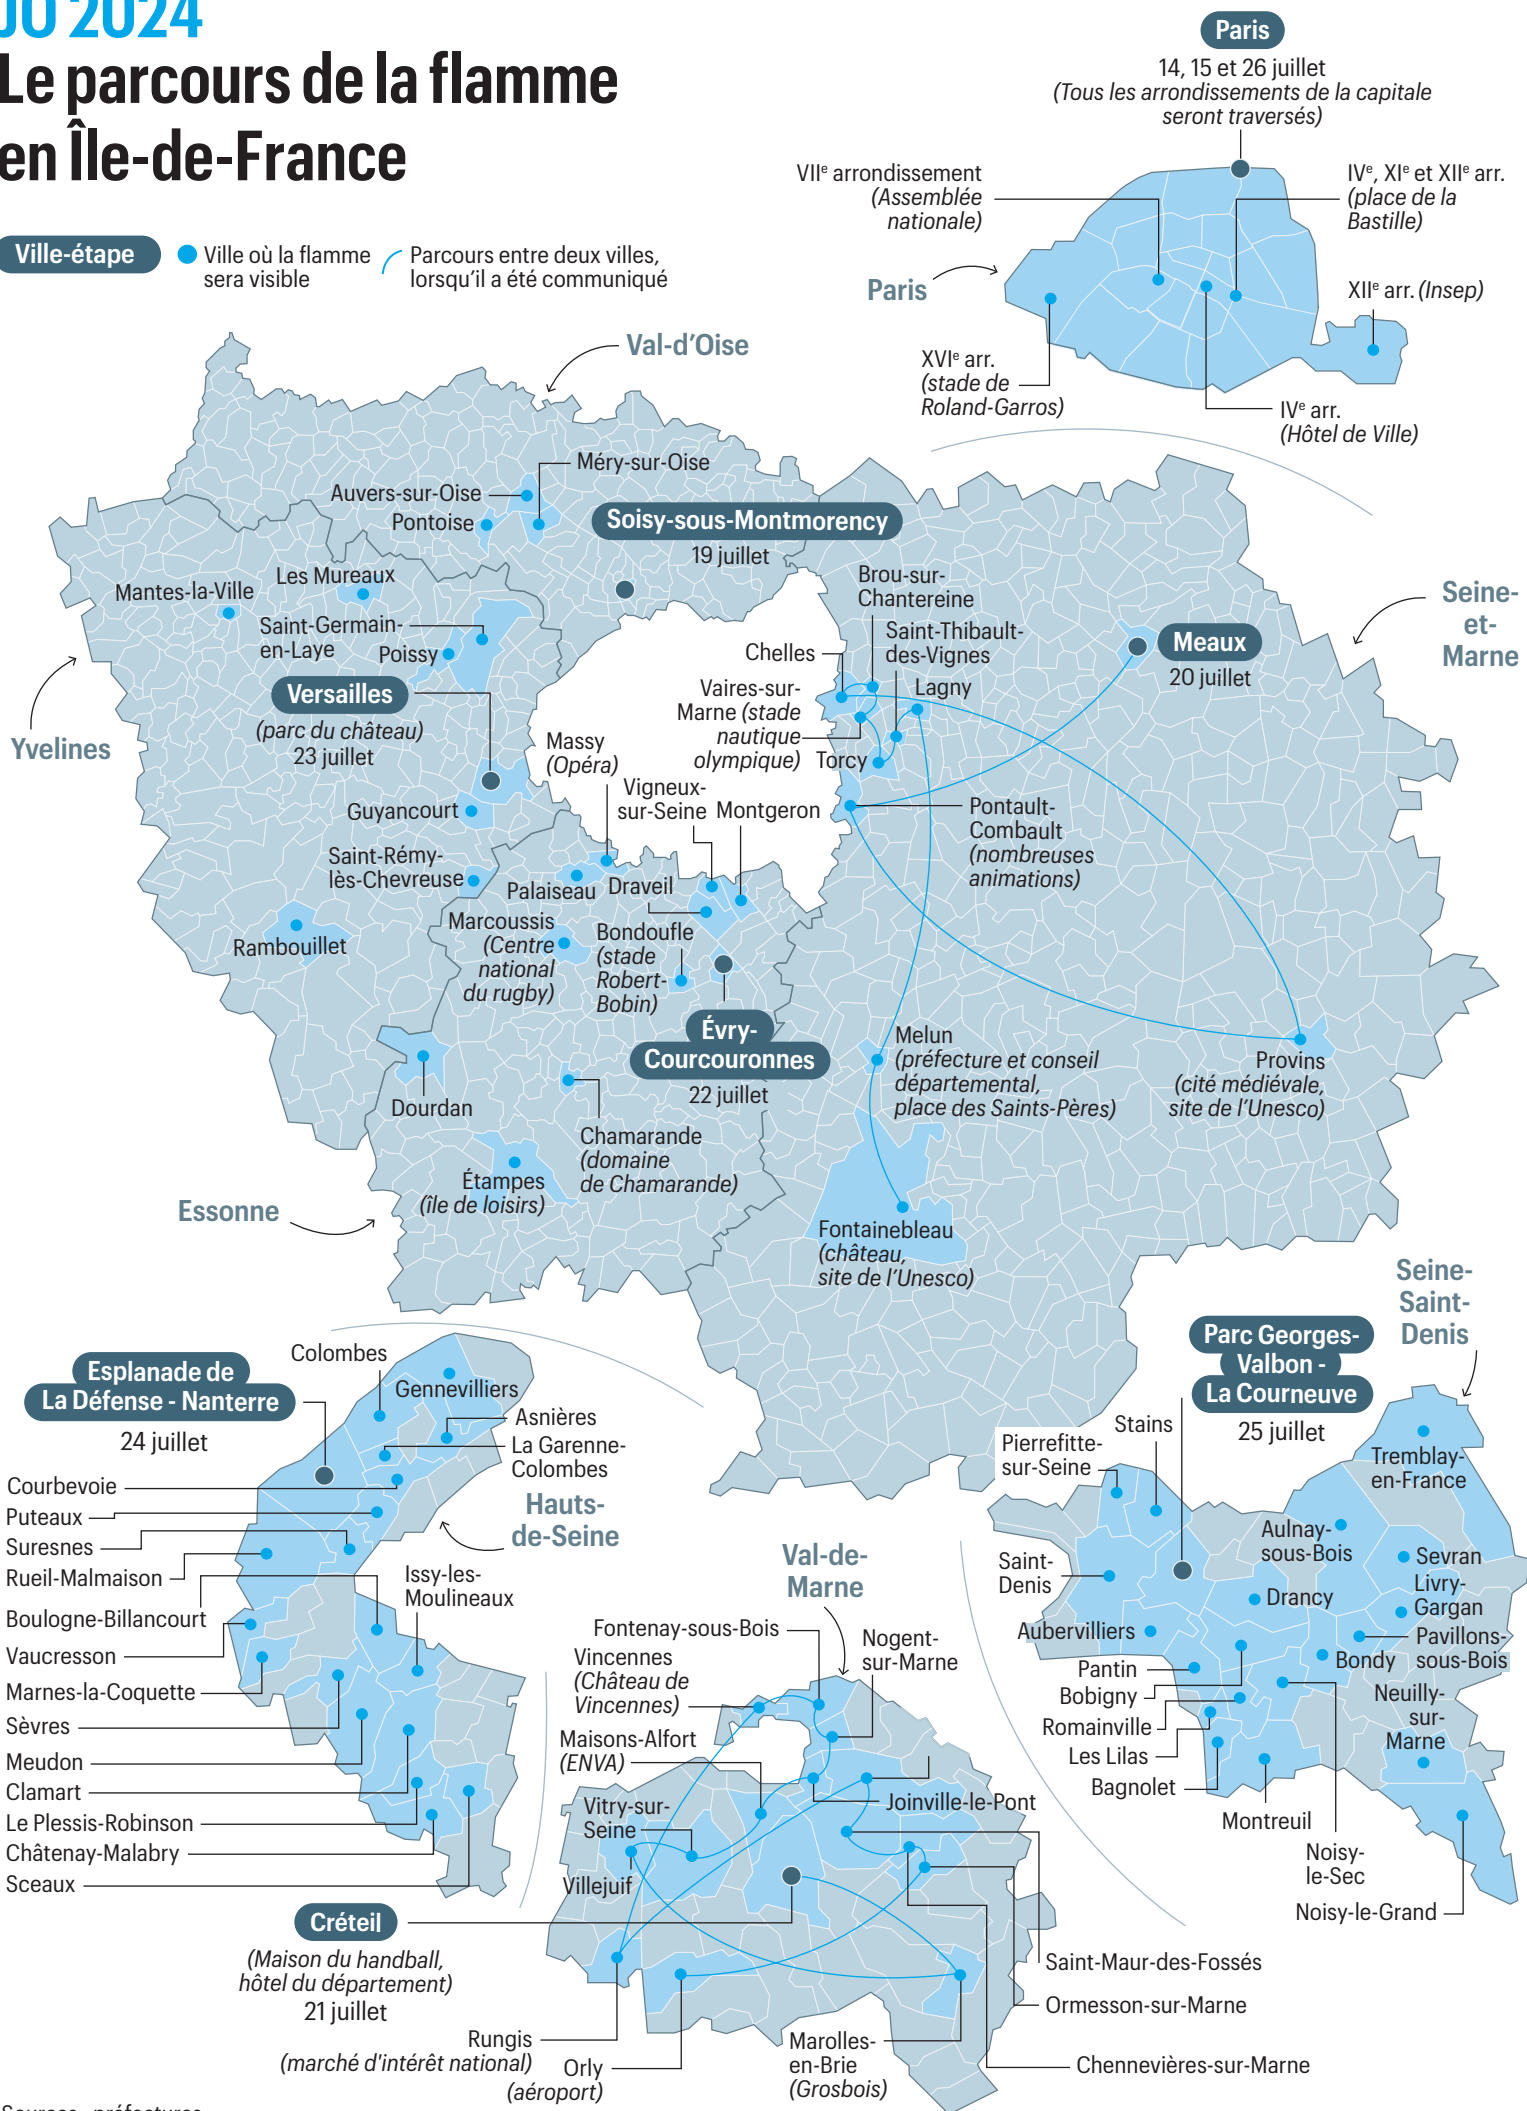 JO 2024
Le parcours de la flamme
en Île-de-France
Ville-étape
Ville où la flamme
sera visible
Parcours entre deux villes,
lorsqu'il a été communiqué
Paris
14, 15 et 26 juillet
(Tous les arrondissements de la capitale
seront traversés)
VIIe arrondissement
(Assemblée
nationale)
IVe, XIe et XIIe arr.
(place de la
Bastille)
Paris
XIIe arr. (Insep)
XVIe arr.
(stade de
Roland-Garros)
IVe arr.
(Hôtel de Ville)
Val-d'Oise
Méry-sur-Oise
Auvers-sur-Oise
Pontoise
Soisy-sous-Montmorency
19 juillet
Yvelines
Mantes-la-Ville
Les Mureaux
Saint-Germain-
en-Laye
Poissy
Versailles
(parc du château)
23 juillet
Guyancourt
Saint-Rémy-
lès-Chevreuse
Rambouillet
Seine-
et-
Marne
Meaux
20 juillet
Brou-sur-
Chantereine
Saint-Thibault-
des-Vignes
Chelles
Lagny
Vaires-sur-
Marne (stade
nautique
olympique)
Torcy
Pontault-
Combault
(nombreuses
animations)
Melun
(préfecture et conseil
départemental,
place des Saints-Pères)
Provins
(cité médiévale,
site de l'Unesco)
Fontainebleau
(château,
site de l'Unesco)
Essonne
Massy
(Opéra)
Vigneux-
sur-Seine
Montgeron
Palaiseau
Draveil
Marcoussis
(Centre
national
du rugby)
Bondoufle
(stade
Robert-
Bobin)
Évry-
Courcouronnes
22 juillet
Dourdan
Chamarande
(domaine
de Chamarande)
Étampes
(île de loisirs)
Esplanade de
La Défense - Nanterre
24 juillet
Hauts-
de-Seine
Colombes
Gennevilliers
Asnières
La Garenne-
Colombes
Courbevoie
Puteaux
Suresnes
Rueil-Malmaison
Boulogne-Billancourt
Issy-les-
Moulineaux
Vaucresson
Marnes-la-Coquette
Sèvres
Meudon
Clamart
Le Plessis-Robinson
Châtenay-Malabry
Sceaux
Val-de-
Marne
Fontenay-sous-Bois
Vincennes
(Château de
Vincennes)
Nogent-
sur-Marne
Maisons-Alfort
(ENVA)
Joinville-le-Pont
Vitry-sur-
Seine
Villejuif
Créteil
(Maison du handball,
hôtel du département)
21 juillet
Saint-Maur-des-Fossés
Ormesson-sur-Marne
Chennevières-sur-Marne
Rungis
(marché d'intérêt national)
Orly
(aéroport)
Marolles-
en-Brie
(Grosbois)
Seine-
Saint-
Denis
Parc Georges-
Valbon -
La Courneuve
25 juillet
Stains
Pierrefitte-
sur-Seine
Tremblay-
en-France
Aulnay-
sous-Bois
Sevran
Saint-
Denis
Livry-
Gargan
Drancy
Aubervilliers
Pavillons-
sous-Bois
Pantin
Bondy
Bobigny
Romainville
Neuilly-
sur-
Marne
Les Lilas
Bagnolet
Montreuil
Noisy-
le-Sec
Noisy-le-Grand